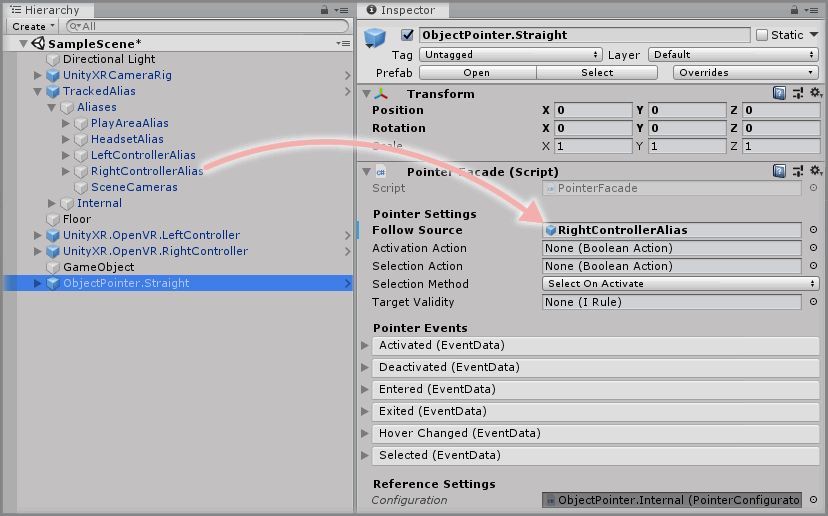 Hierarchy
Create
All
SampleScene*
Directional Light
UnityXRCameraRig
TrackedAlias
Aliases
PlayAreaAlias
HeadsetAlias
LeftControllerAlias
RightControllerAlias
SceneCameras
Internal
Floor
UnityXR.OpenVR.LeftController
UnityXR.OpenVR.RightController
GameObject
ObjectPointer.Straight
Inspector
ObjectPointer.Straight Static
Tag Untagged Layer Default
Prefab Open Select Overrides
Transform
Position X 0 Y 0 Z 0
Rotation X 0 Y 0 Z 0
Scale X 1 Y 1 Z 1
Pointer Facade (Script)
Script PointerFacade
Pointer Settings
Follow Source RightControllerAlias
Activation Action None (Boolean Action)
Selection Action None (Boolean Action)
Selection Method Select On Activate
Target Validity None (I Rule)
Pointer Events
Activated (EventData)
Deactivated (EventData)
Entered (EventData)
Exited (EventData)
Hover Changed (EventData)
Selected (EventData)
Reference Settings
Configuration ObjectPointer.Internal (PointerConfigurato